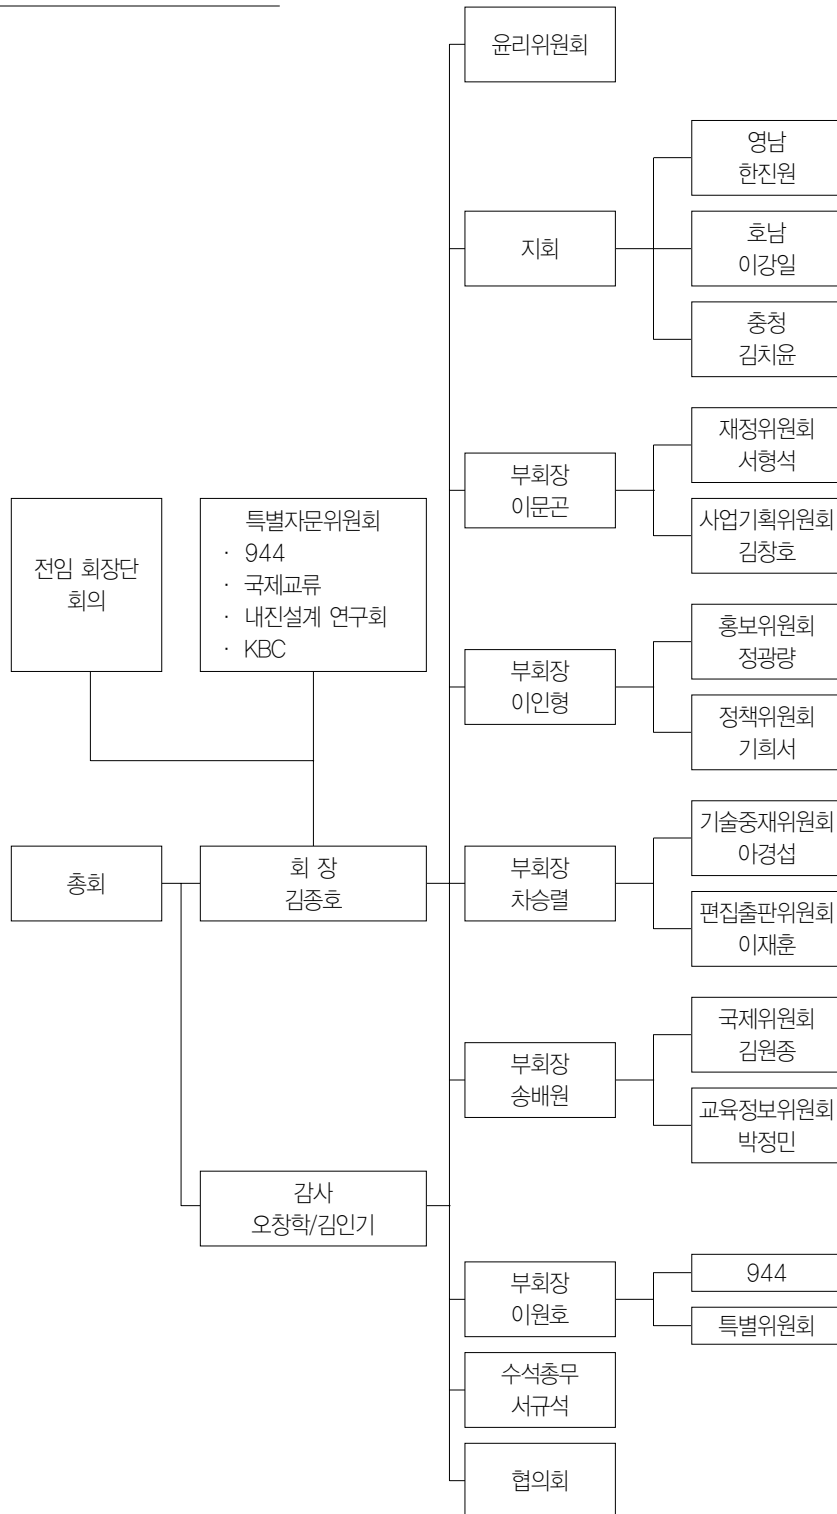 윤리위원회
지회
영남
한진원
호남
이강일
충청
김치윤
부회장
이문곤
재정위원회
서형석
사업기획위원회
김창호
전임 회장단
회의
특별자문위원회
· 944
· 국제교류
· 내진설계 연구회
· KBC
부회장
이인형
홍보위원회
정광량
정책위원회
기희서
총회
회 장
김종호
부회장
차승렬
기술중재위원회
아경섭
편집출판위원회
이재훈
부회장
송배원
국제위원회
김원종
교육정보위원회
박정민
감사
오창학/김인기
부회장
이원호
944
특별위원회
수석총무
서규석
협의회